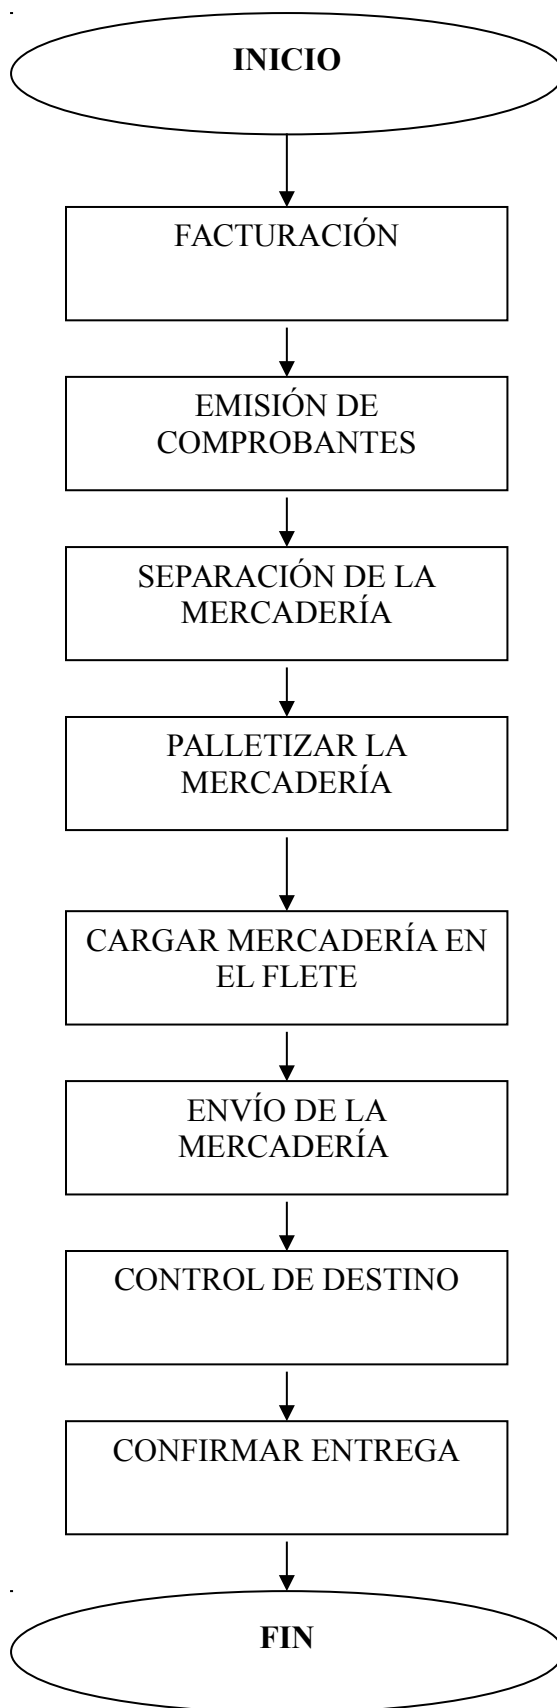 INICIO
FACTURACIÓN
EMISIÓN DE
COMPROBANTES
SEPARACIÓN DE LA
MERCADERÍA
PALLETIZAR LA
MERCADERÍA
CARGAR MERCADERÍA EN
EL FLETE
ENVÍO DE LA
MERCADERÍA
CONTROL DE DESTINO
CONFIRMAR ENTREGA
FIN